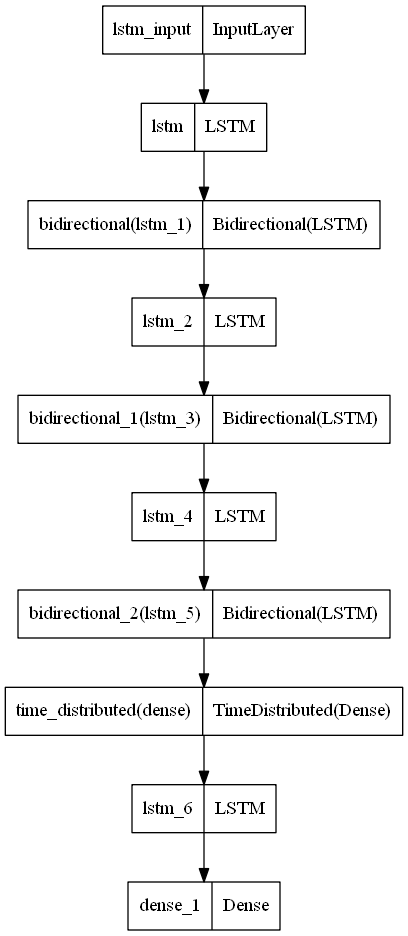 lstm_input InputLayer
lstm LSTM
bidirectional(lstm_1) Bidirectional(LSTM)
lstm_2 LSTM
bidirectional_1(lstm_3) Bidirectional(LSTM)
lstm_4 LSTM
bidirectional_2(lstm_5) Bidirectional(LSTM)
time_distributed(dense) TimeDistributed(Dense)
lstm_6 LSTM
dense_1 Dense